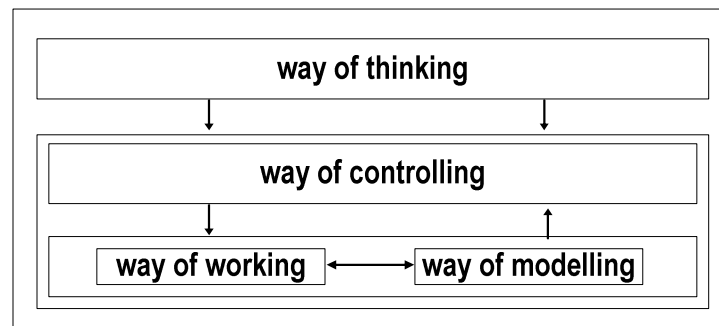 way of thinking
way of controlling
way of working
way of modelling